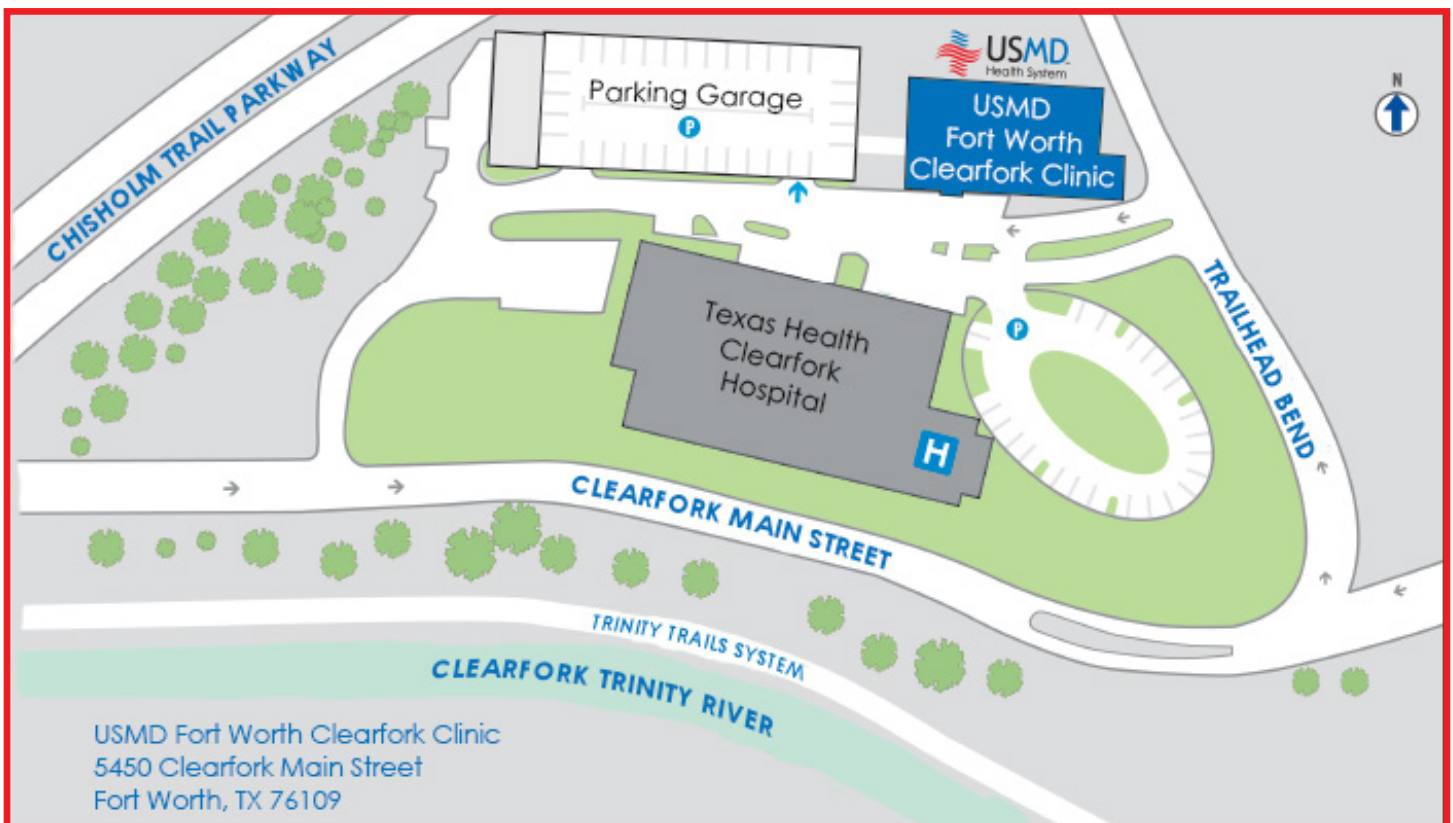 CHISHOLM TRAIL PARKWAY
Parking Garage
P
USMD
Health System
USMD
Fort Worth
Clearfork Clinic
N
Texas Health
Clearfork
Hospital
H
P
TRAILHEAD BEND
CLEARFORK MAIN STREET
TRINITY TRAILS SYSTEM
CLEARFORK TRINITY RIVER
USMD Fort Worth Clearfork Clinic
5450 Clearfork Main Street
Fort Worth, TX 76109